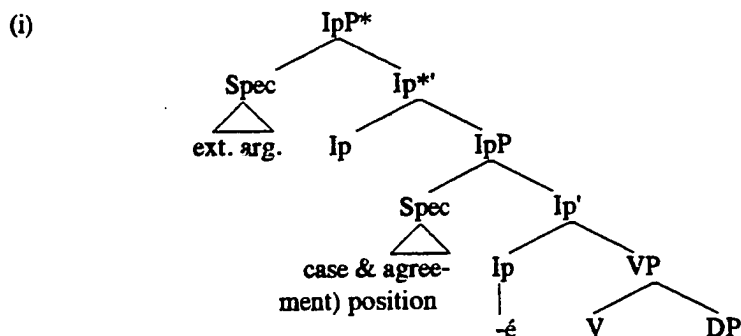 (i)
IpP*
Spec Ip*'
ext. arg. Ip IpP
Spec Ip'
case & agree- Ip VP
ment) position
-é V DP